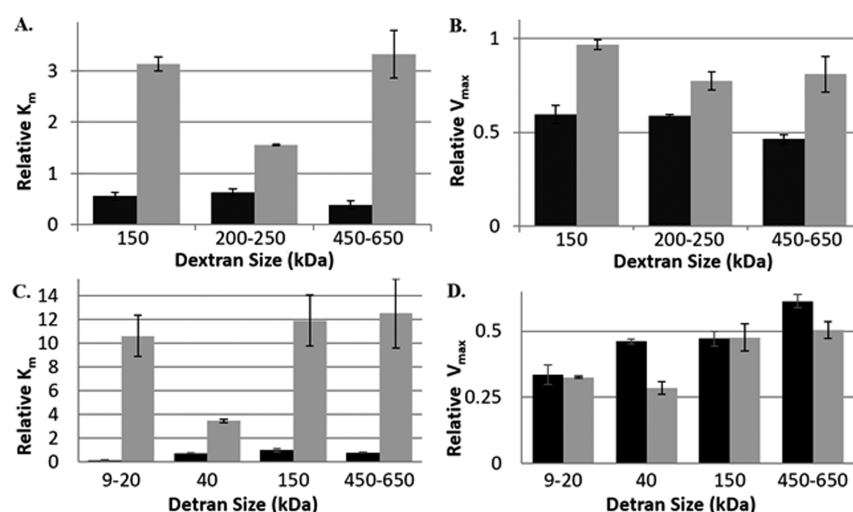 A.
Relative Km
3
2
1
0
150 200-250 450-650
Dextran Size (kDa)
B.
Relative Vmax
1
0.5
0
150 200-250 450-650
Dextran Size (kDa)
C.
Relative Km
14
12
10
8
6
4
2
0
9-20 40 150 450-650
Detran Size (kDa)
D.
Relative Vmax
0.5
0.25
0
9-20 40 150 450-650
Detran Size (kDa)